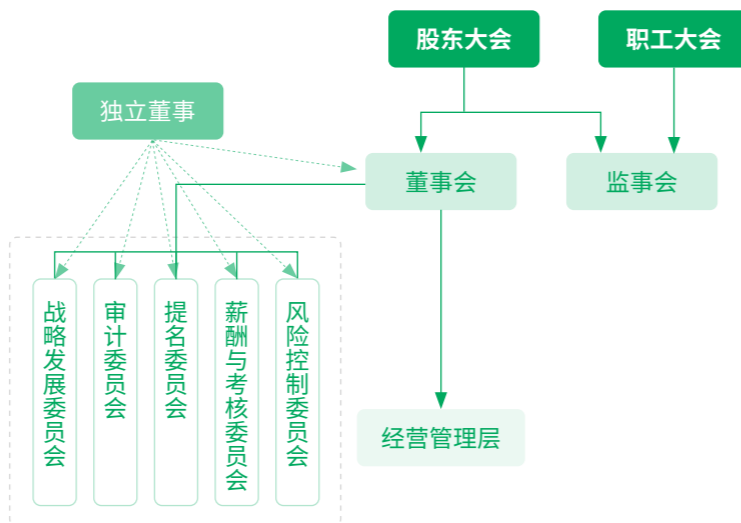 股东大会
职工大会
独立董事
董事会
监事会
战略发展委员会
审计委员会
提名委员会
薪酬与考核委员会
风险控制委员会
经营管理层